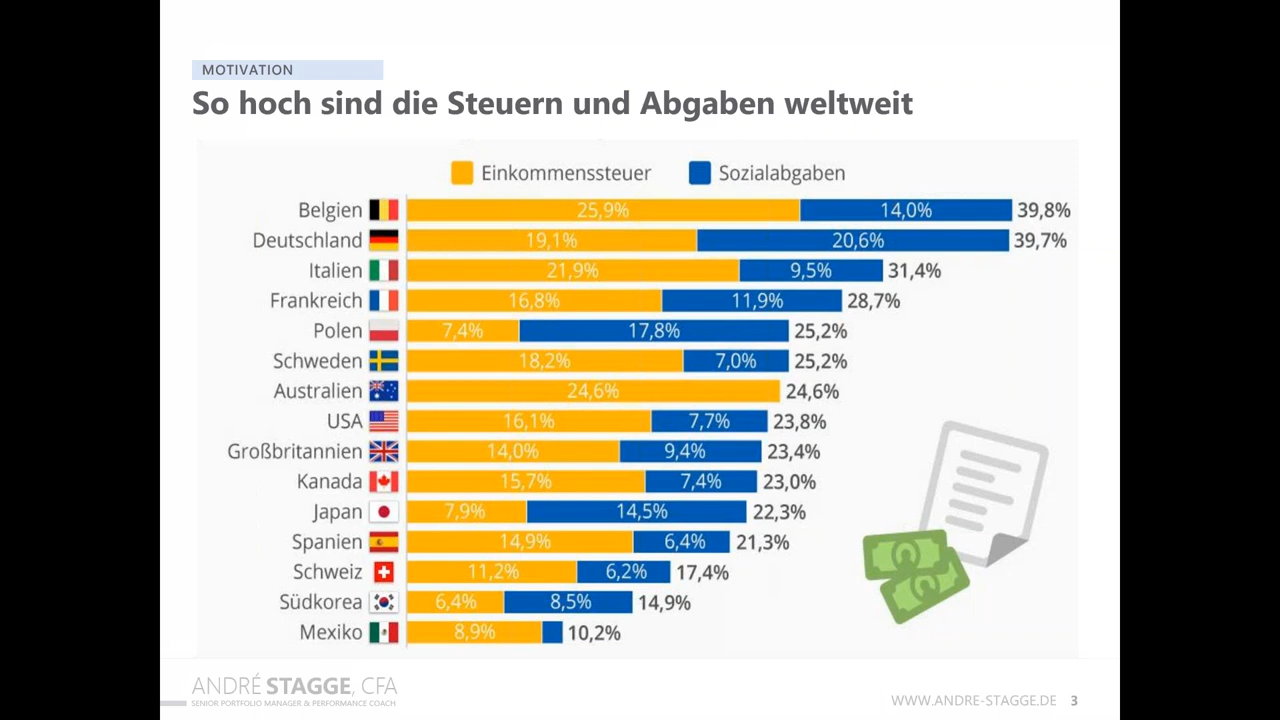 MOTIVATION
So hoch sind die Steuern und Abgaben weltweit
Einkommenssteuer Sozialabgaben
Belgien 25,9% 14,0% 39,8%
Deutschland 19,1% 20,6% 39,7%
Italien 21,9% 9,5% 31,4%
Frankreich 16,8% 11,9% 28,7%
Polen 7,4% 17,8% 25,2%
Schweden 18,2% 7,0% 25,2%
Australien 24,6% 24,6%
USA 16,1% 7,7% 23,8%
Großbritannien 14,0% 9,4% 23,4%
Kanada 15,7% 7,4% 23,0%
Japan 7,9% 14,5% 22,3%
Spanien 14,9% 6,4% 21,3%
Schweiz 11,2% 6,2% 17,4%
Südkorea 6,4% 8,5% 14,9%
Mexiko 8,9% 10,2%
ANDRÉ STAGGE, CFA
SENIOR PORTFOLIO MANAGER & PERFORMANCE COACH
WWW.ANDRE-STAGGE.DE 3